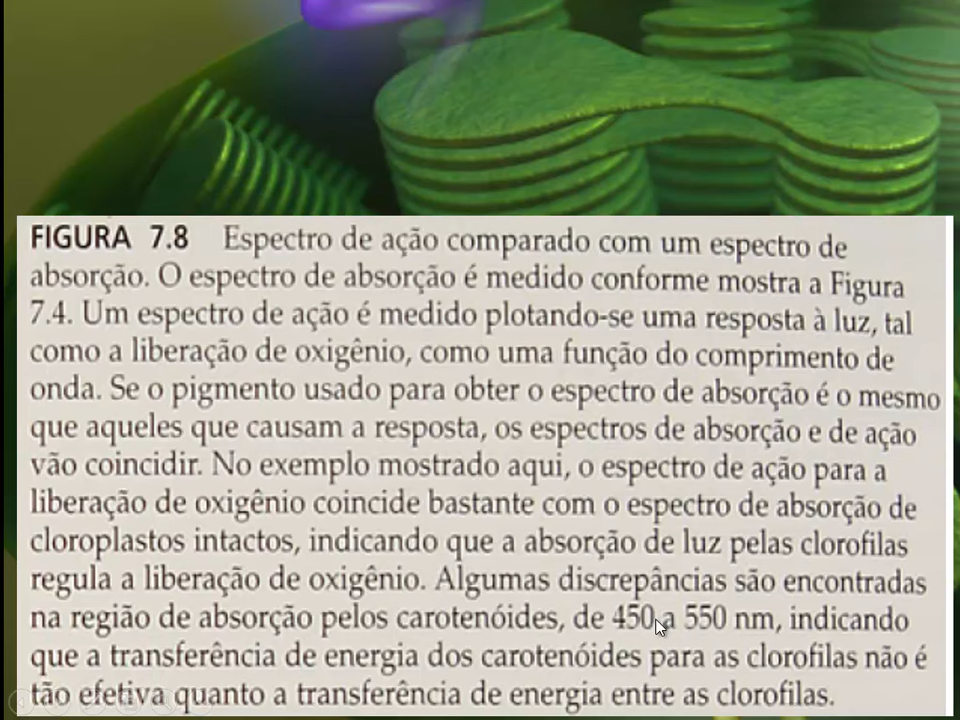 FIGURA 7.8 Espectro de ação comparado com um espectro de
absorção. O espectro de absorção é medido conforme mostra a Figura
7.4. Um espectro de ação é medido plotando-se uma resposta à luz, tal
como a liberação de oxigênio, como uma função do comprimento de
onda. Se o pigmento usado para obter o espectro de absorção é o mesmo
que aqueles que causam a resposta, os espectros de absorção e de ação
vão coincidir. No exemplo mostrado aqui, o espectro de ação para a
liberação de oxigênio coincide bastante com o espectro de absorção de
cloroplastos intactos, indicando que a absorção de luz pelas clorofilas
regula a liberação de oxigênio. Algumas discrepâncias são encontradas
na região de absorção pelos carotenóides, de 450 a 550 nm, indicando
que a transferência de energia dos carotenóides para as clorofilas não é
tão efetiva quanto a transferência de energia entre as clorofilas.